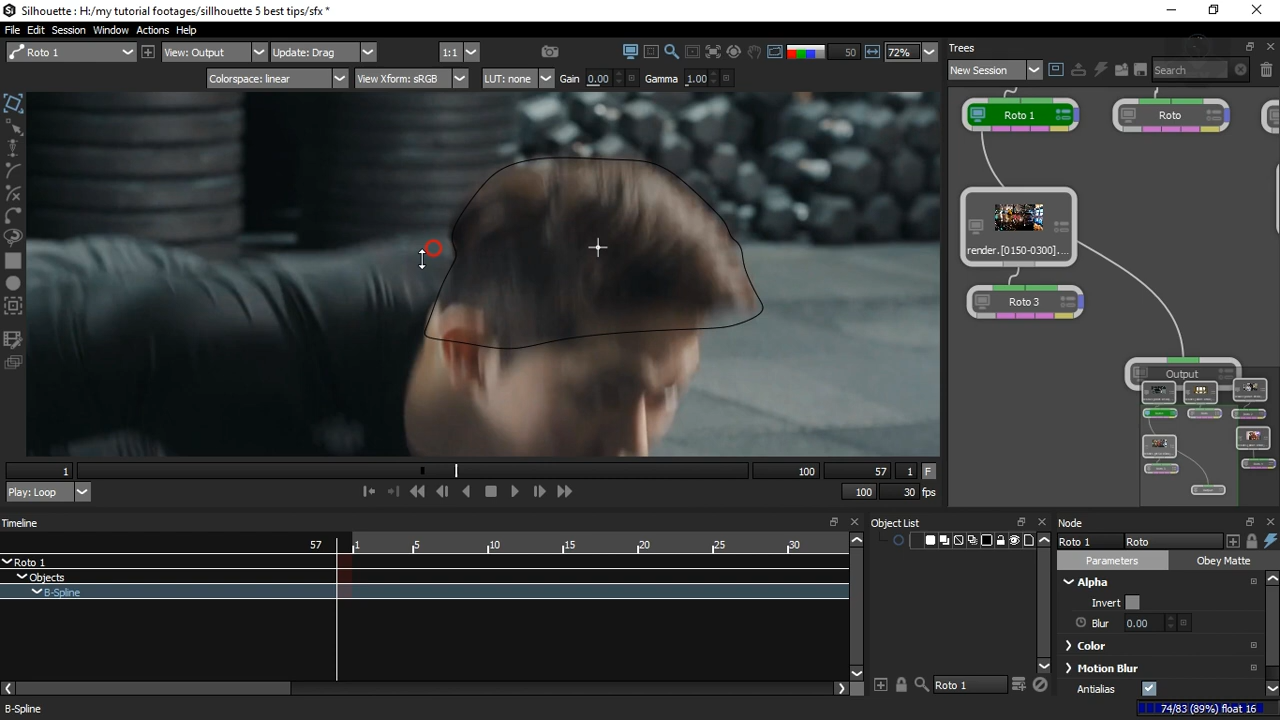 Silhouette : H:/my tutorial footages/sillhouette 5 best tips/sfx *
File Edit Session Window Actions Help
Roto 1 View: Output Update: Drag 1:1 50 72%
Colorspace: linear View Xform: sRGB LUT: none Gain 0.00 Gamma 1.00
Trees
New Session Search
Roto 1 Roto
render.[0150-0300]....
Roto 3
Output
1 100 57 1 F
Play: Loop 100 30 fps
Timeline
57 1 5 10 15 20 25 30
Roto 1
Objects
B-Spline
Object List
Roto 1
Node
Roto 1 Roto
Parameters Obey Matte
Alpha
Invert
Blur 0.00
Color
Motion Blur
Antialias
B-Spline
74/83 (89%) float 16